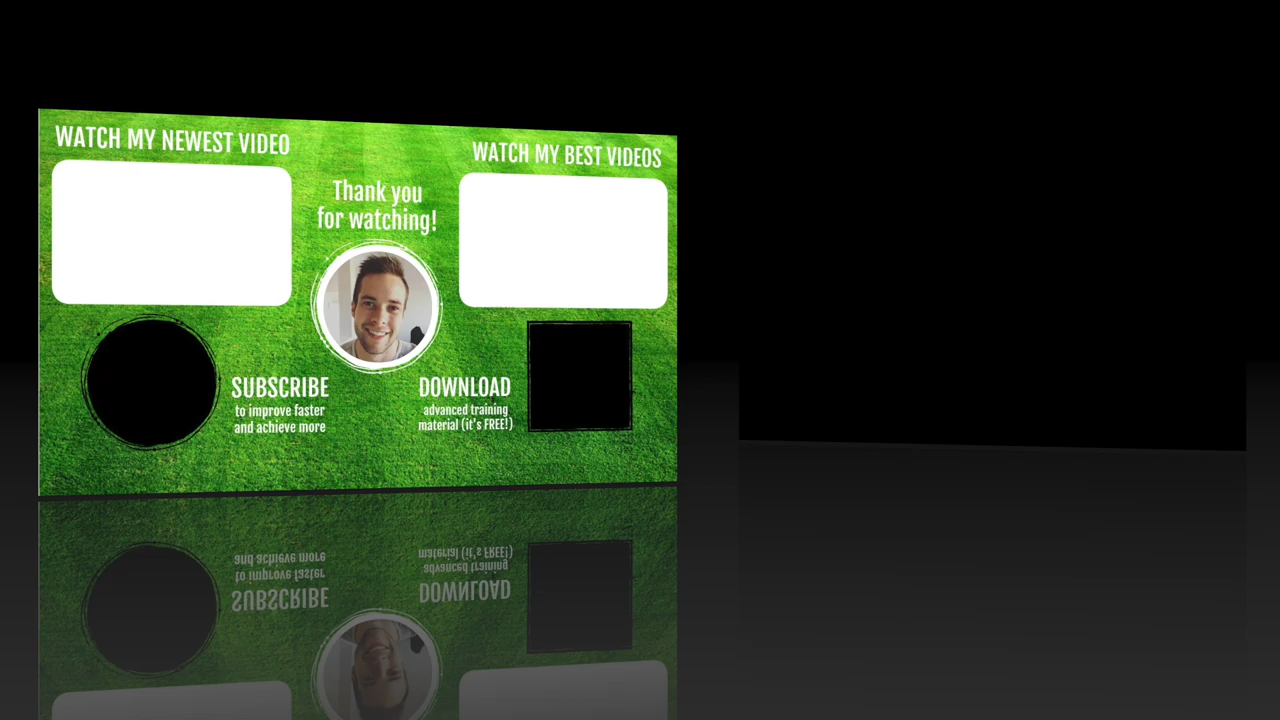 WATCH MY NEWEST VIDEO
WATCH MY BEST VIDEOS
Thank you
for watching!
SUBSCRIBE
to improve faster
and achieve more
DOWNLOAD
advanced training
material (it's FREE!)